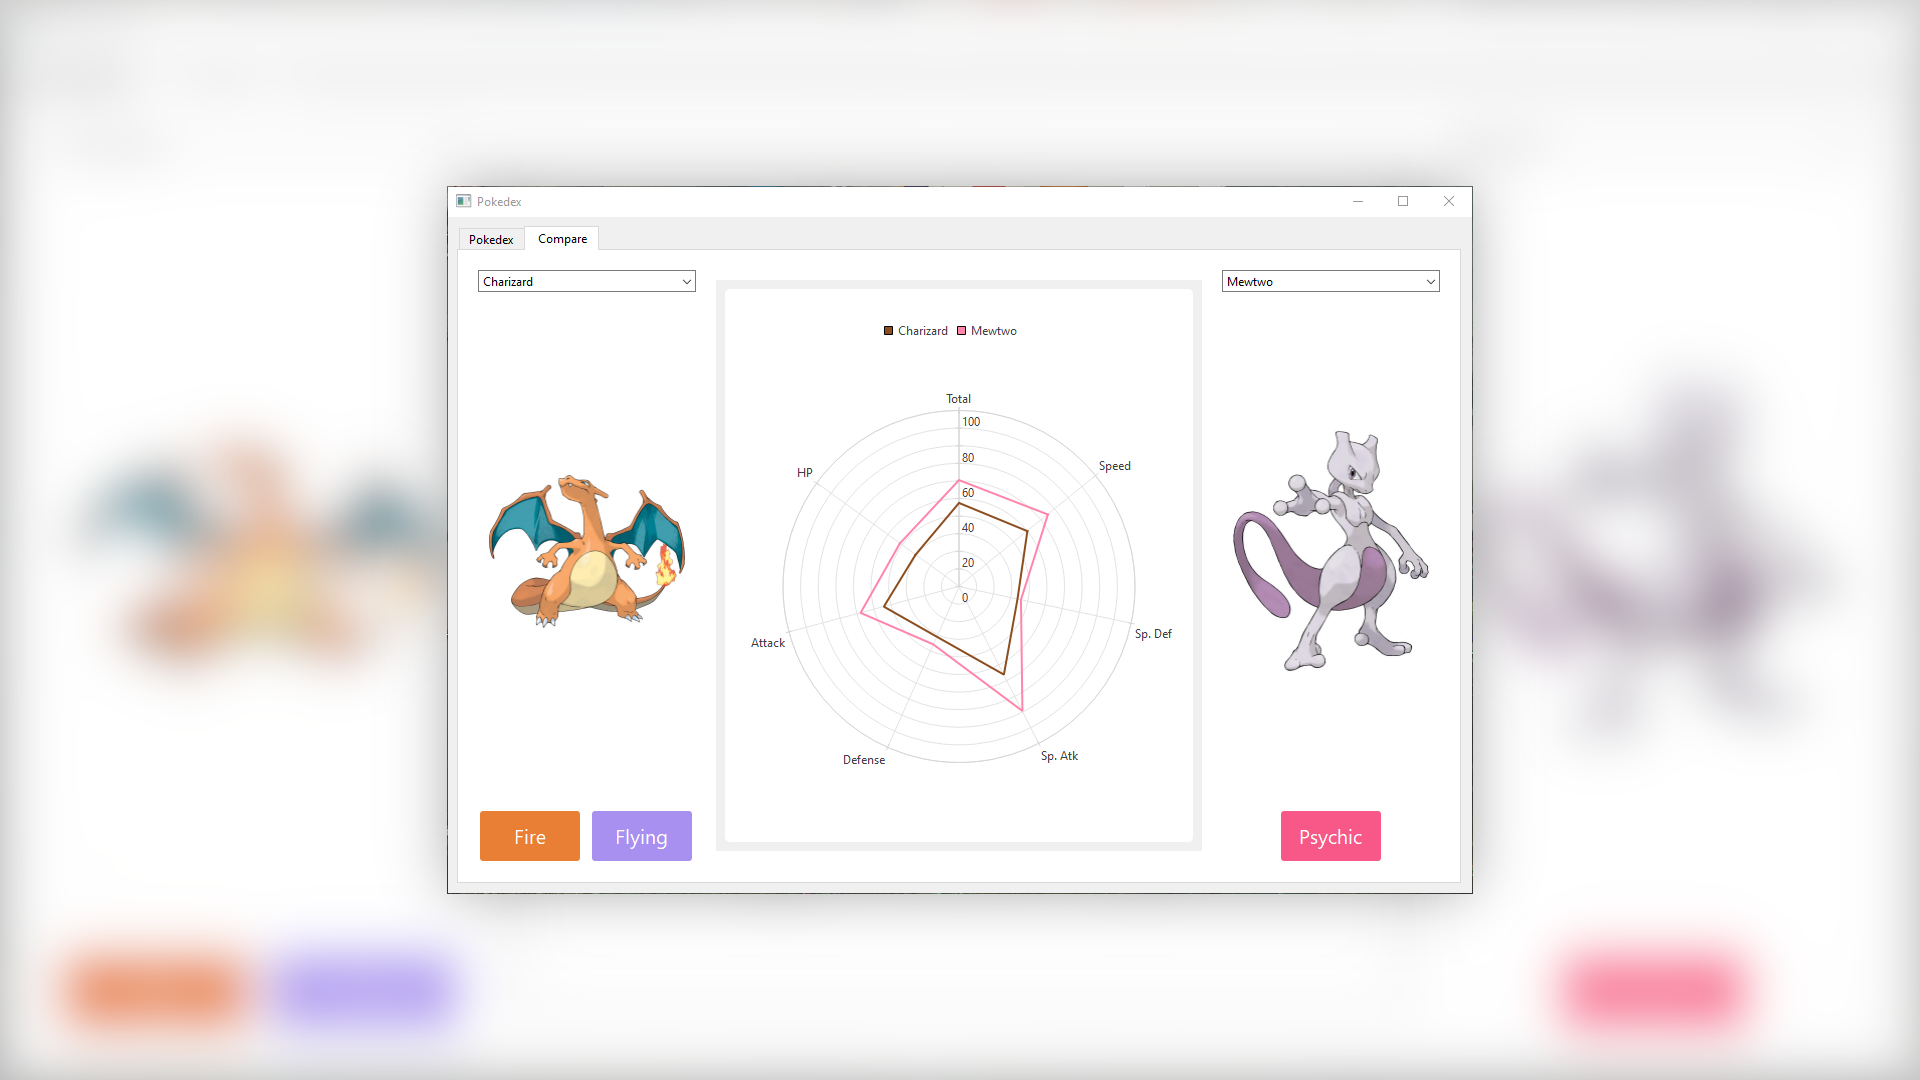 Pokedex
Pokedex Compare
Charizard
Mewtwo
Charizard Mewtwo
Total
100
80
60
40
20
0
Speed
HP
Sp. Def
Attack
Sp. Atk
Defense
Fire
Flying
Psychic